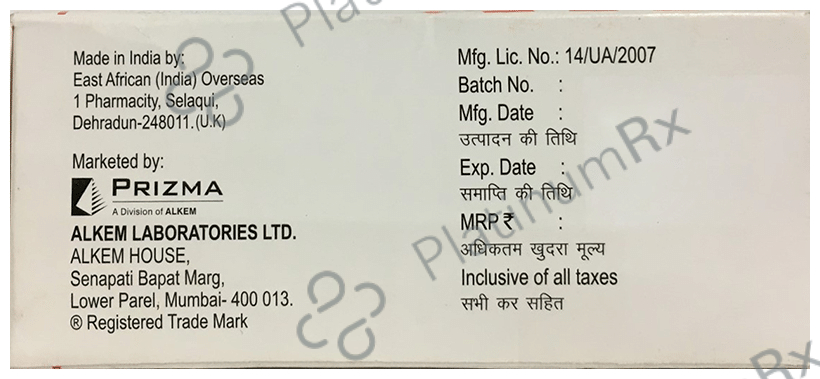 Made in India by:
East African (India) Overseas
1 Pharmacity, Selaqui,
Dehradun-248011.(U.K)
Marketed by:
PRIZMA
A Division of ALKEM
ALKEM LABORATORIES LTD.
ALKEM HOUSE,
Senapati Bapat Marg,
Lower Parel, Mumbai- 400 013.
® Registered Trade Mark
Mfg. Lic. No.: 14/UA/2007
Batch No. :
Mfg. Date :
उत्पादन की तिथि
Exp. Date :
समाप्ति की तिथि
MRP ₹ :
अधिकतम खुदरा मूल्य
Inclusive of all taxes
सभी कर सहित
PlatinumRx
PlatinumRx
Rx